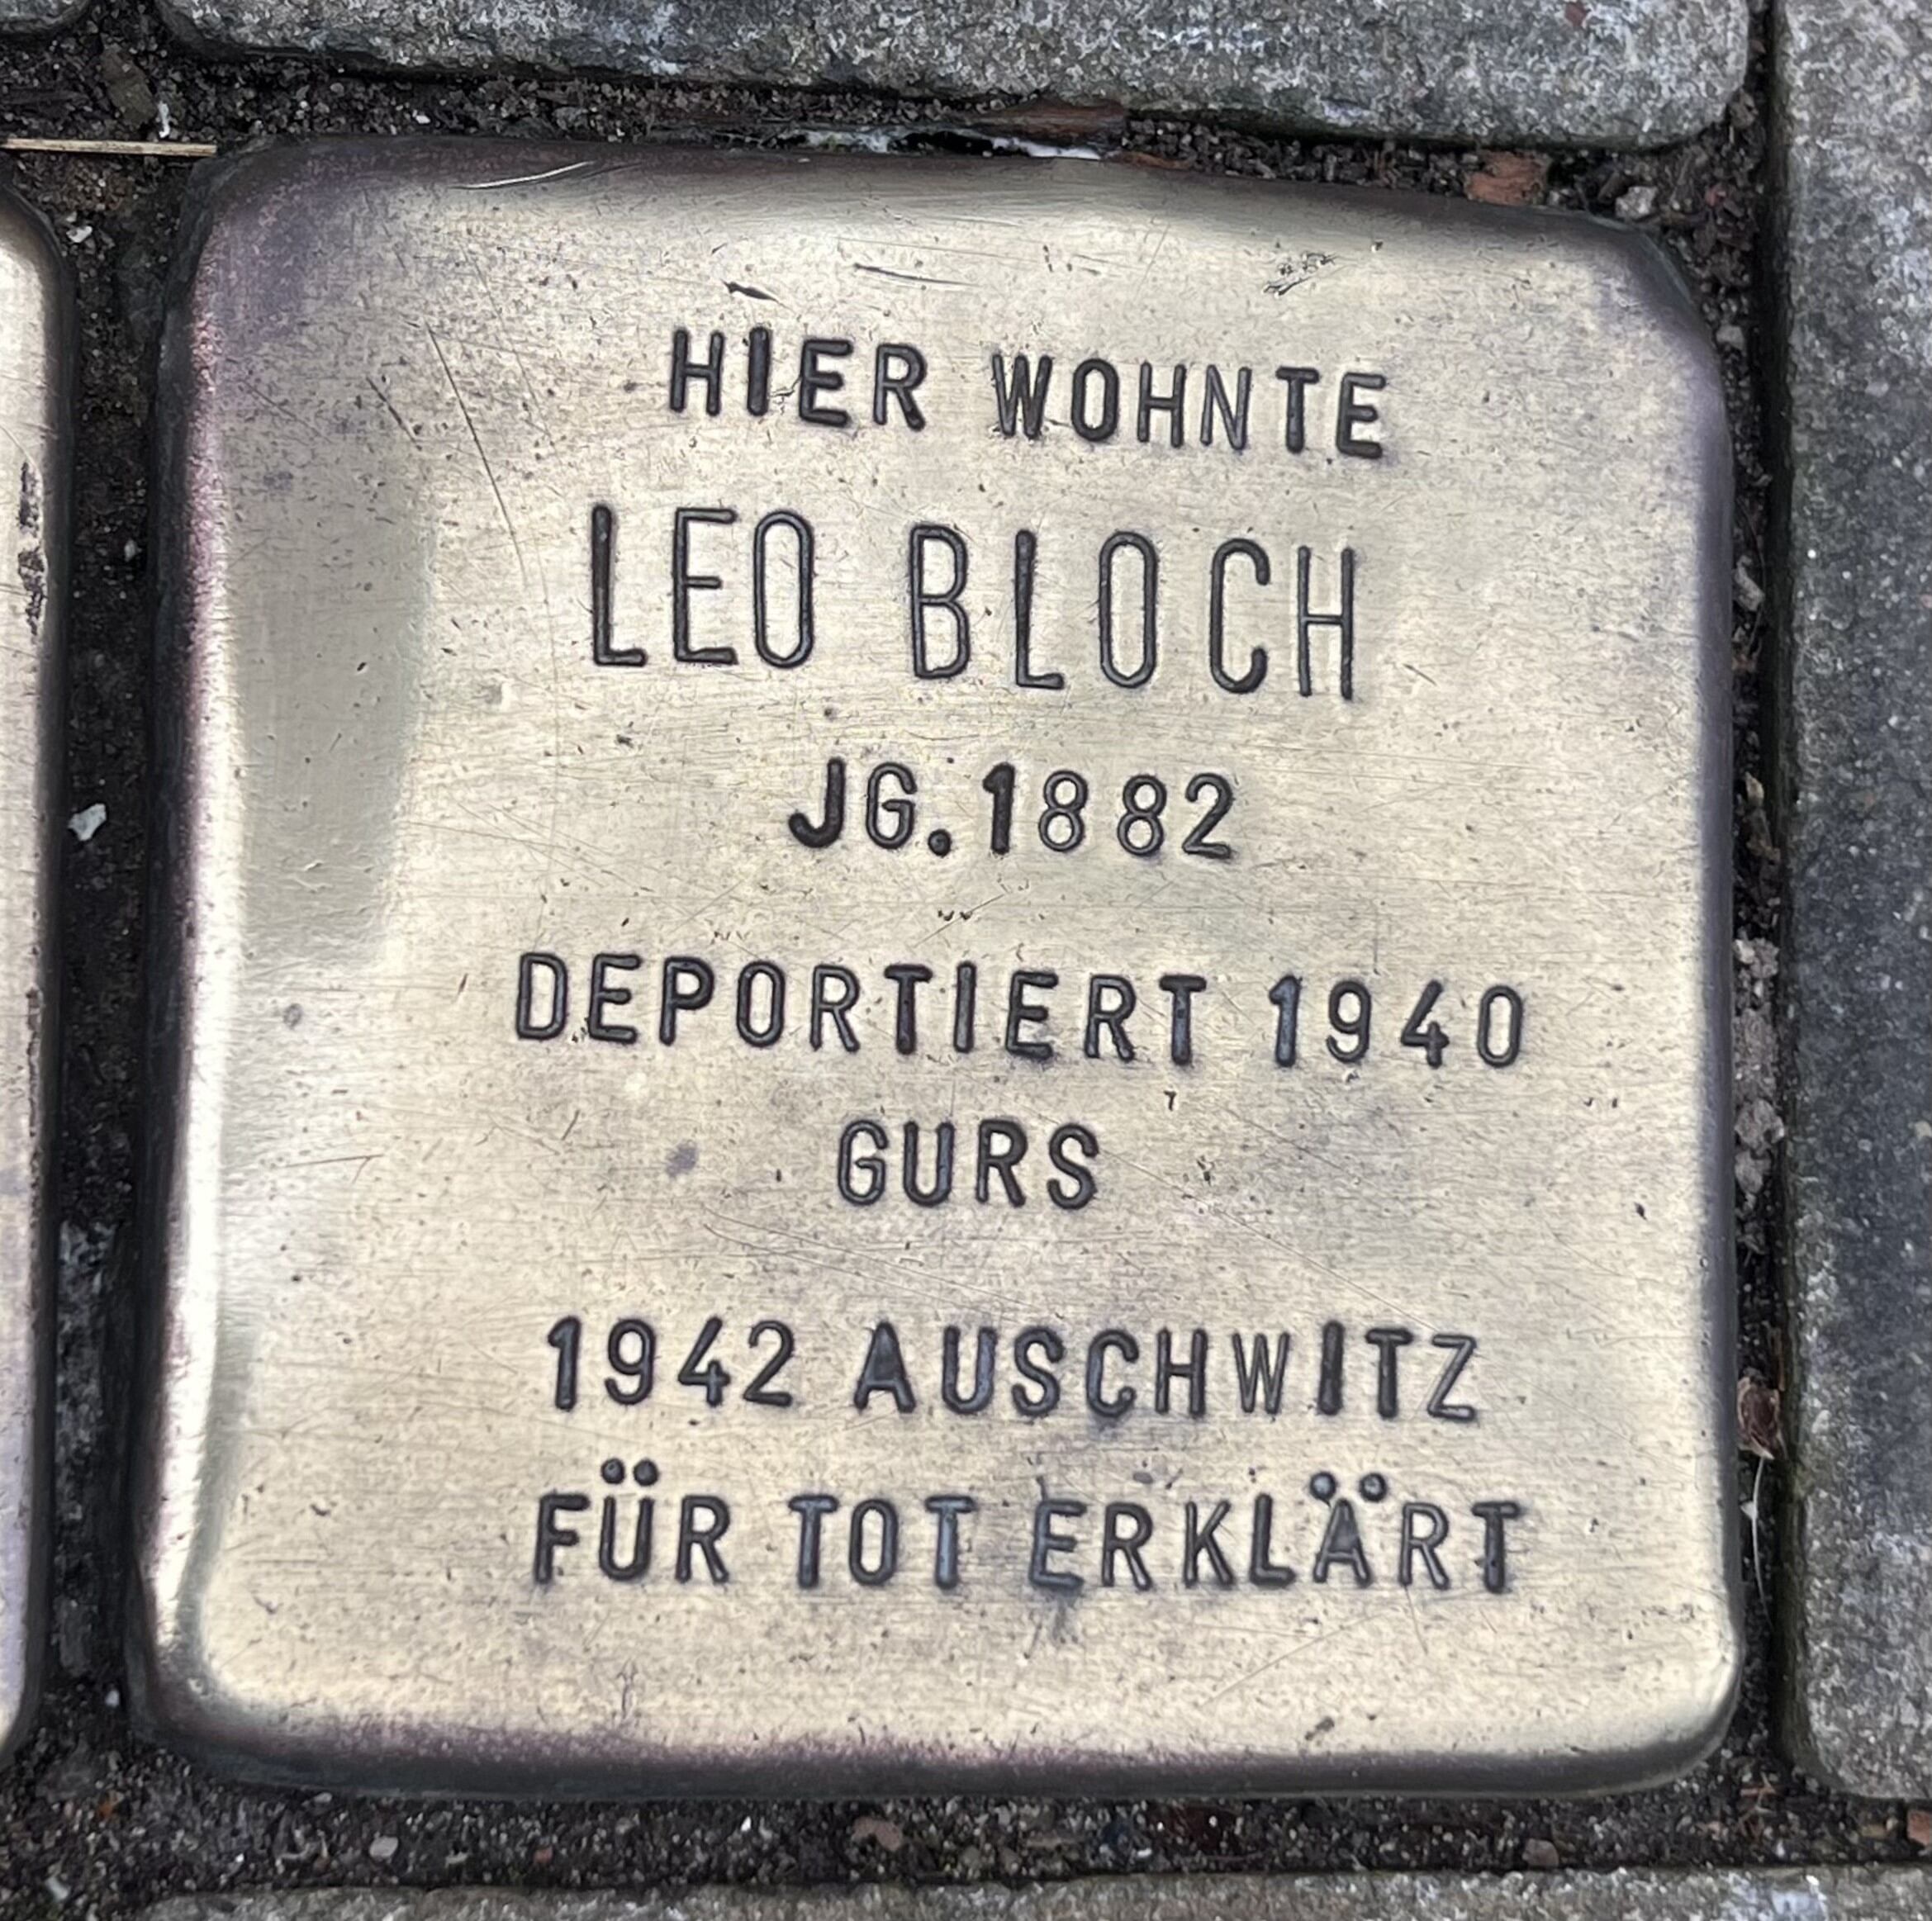 HIER WOHNTE
LEO BLOCH
JG.1882
DEPORTIERT 1940
GURS
1942 AUSCHWITZ
FÜR TOT ERKLÄRT